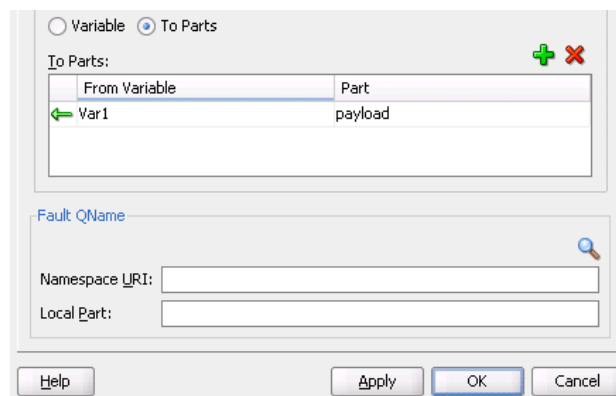 Variable To Parts
To Parts:
From Variable Part
Var1 payload
Fault QName
Namespace URI:
Local Part:
Help Apply OK Cancel